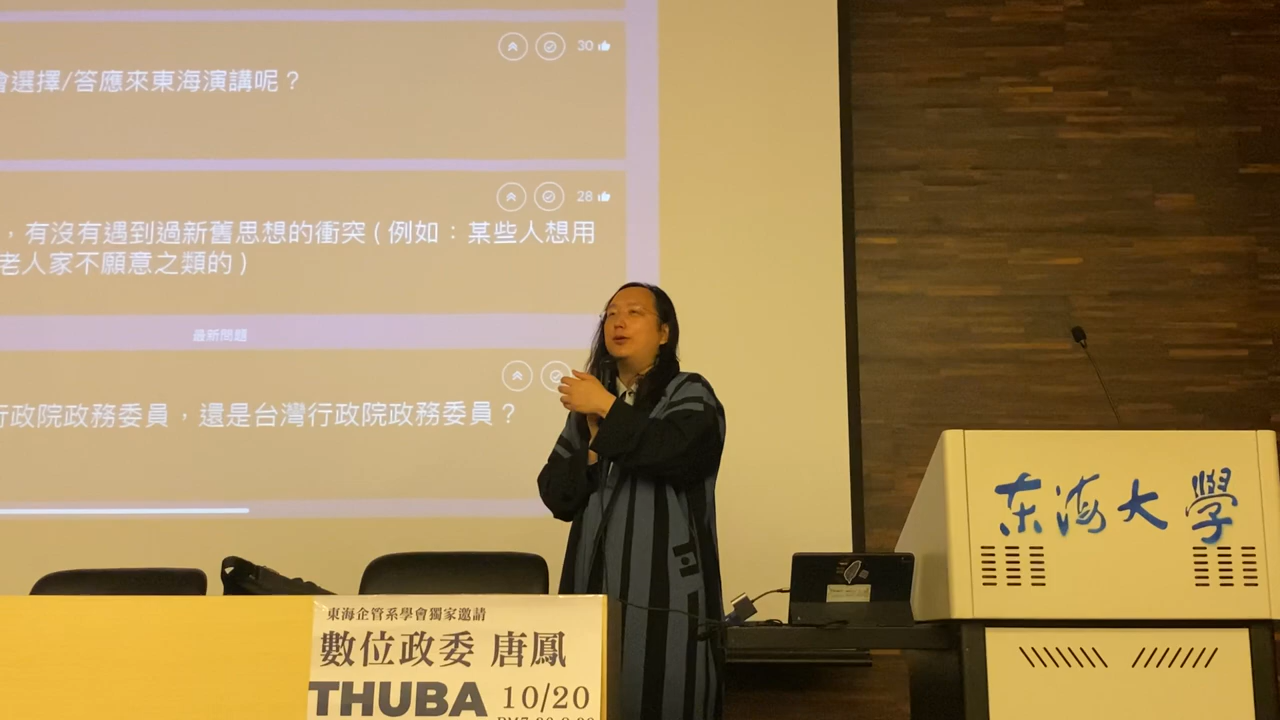 30
會選擇/答應來東海演講呢？
28
，有沒有遇到過新舊思想的衝突（例如：某些人想用
老人家不願意之類的）
最新問題
行政院政務委員，還是台灣行政院政務委員？
东海大學
東海企管系學會獨家邀請
數位政委 唐鳳
THUBA 10/20